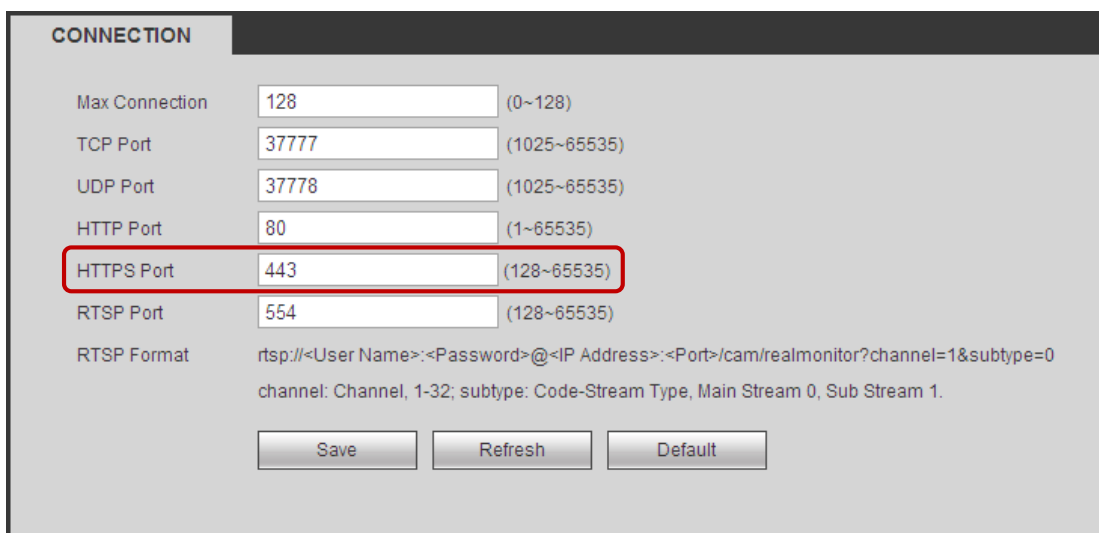 CONNECTION
Max Connection 128 (0~128)
TCP Port 37777 (1025~65535)
UDP Port 37778 (1025~65535)
HTTP Port 80 (1~65535)
HTTPS Port 443 (128~65535)
RTSP Port 554 (128~65535)
RTSP Format rtsp://<User Name>:<Password>@<IP Address>:<Port>/cam/realmonitor?channel=1&subtype=0
channel: Channel, 1-32; subtype: Code-Stream Type, Main Stream 0, Sub Stream 1.
Save Refresh Default